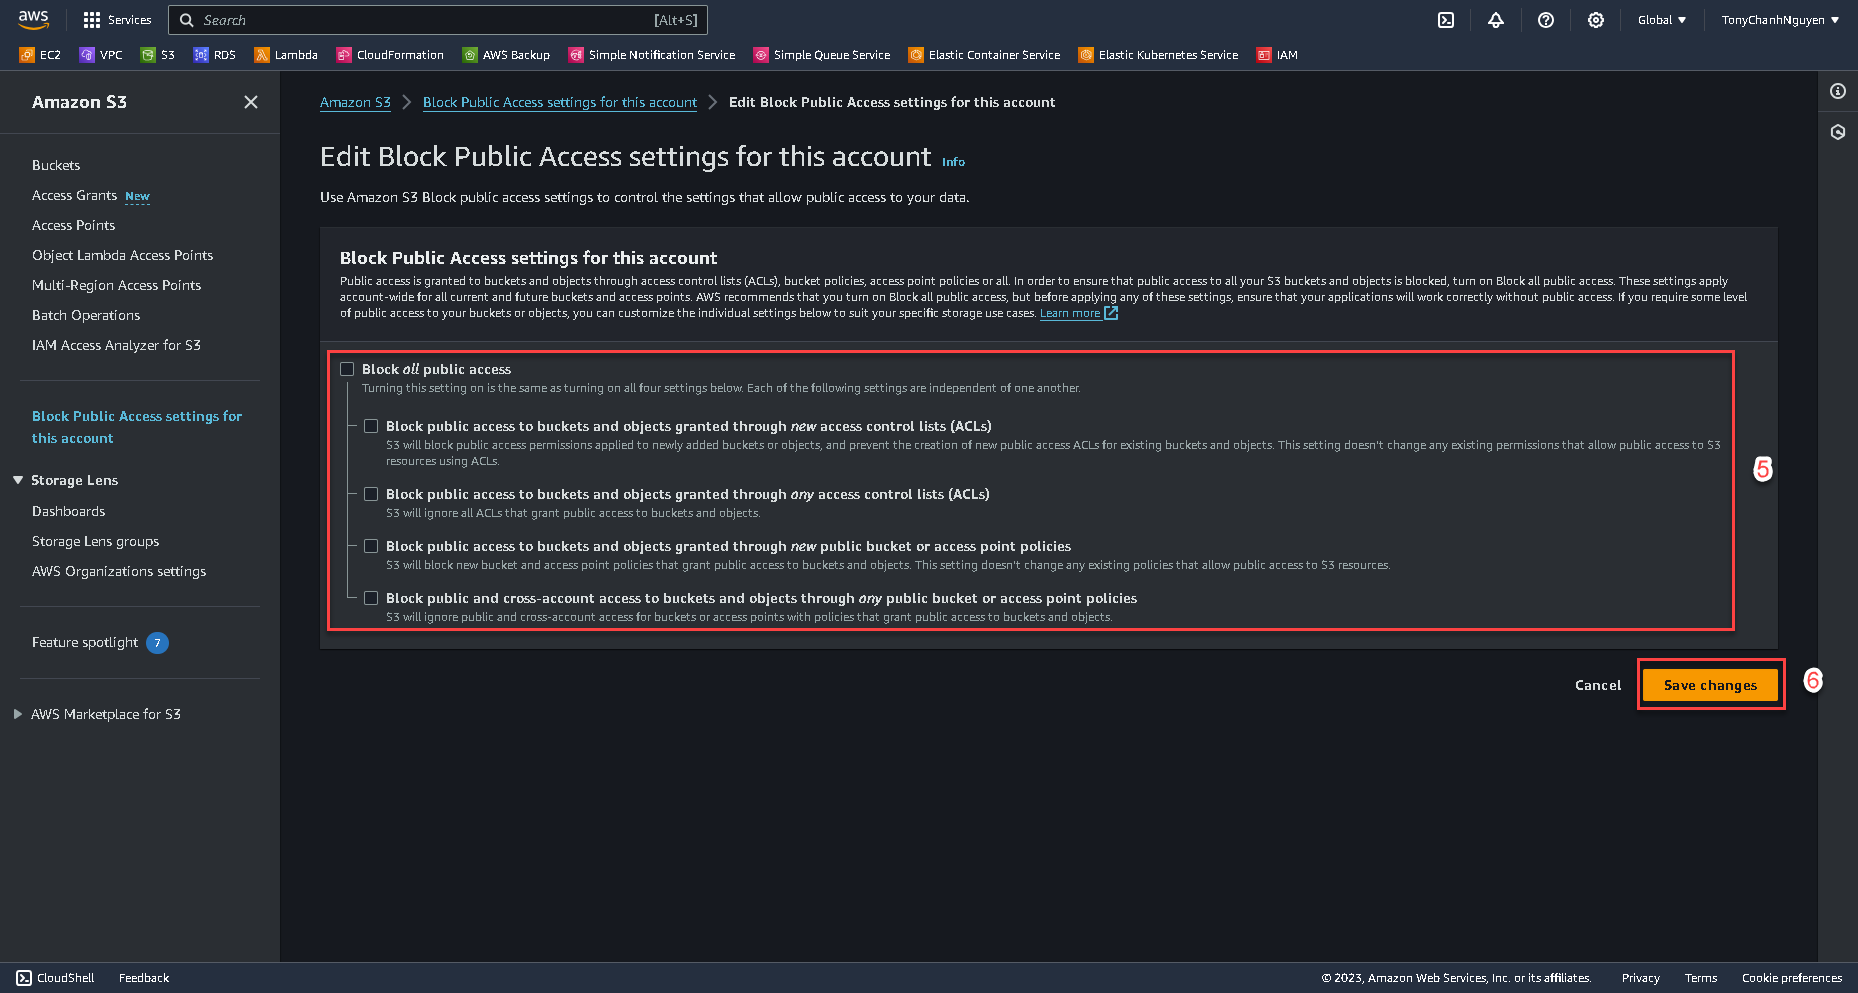 aws
Services
Search
[Alt+S]
Global
TonyChanhNguyen
EC2
VPC
S3
RDS
Lambda
CloudFormation
AWS Backup
Simple Notification Service
Simple Queue Service
Elastic Container Service
Elastic Kubernetes Service
IAM
Amazon S3
Buckets
Access Grants New
Access Points
Object Lambda Access Points
Multi-Region Access Points
Batch Operations
IAM Access Analyzer for S3
Block Public Access settings for
this account
Storage Lens
Dashboards
Storage Lens groups
AWS Organizations settings
Feature spotlight 7
AWS Marketplace for S3
Amazon S3 > Block Public Access settings for this account > Edit Block Public Access settings for this account
Edit Block Public Access settings for this account Info
Use Amazon S3 Block public access settings to control the settings that allow public access to your data.
Block Public Access settings for this account
Public access is granted to buckets and objects through access control lists (ACLs), bucket policies, access point policies or all. In order to ensure that public access to all your S3 buckets and objects is blocked, turn on Block all public access. These settings apply
account-wide for all current and future buckets and access points. AWS recommends that you turn on Block all public access, but before applying any of these settings, ensure that your applications will work correctly without public access. If you require some level
of public access to your buckets or objects, you can customize the individual settings below to suit your specific storage use cases. Learn more
Block all public access
Turning this setting on is the same as turning on all four settings below. Each of the following settings are independent of one another.
Block public access to buckets and objects granted through new access control lists (ACLs)
S3 will block public access permissions applied to newly added buckets or objects, and prevent the creation of new public access ACLs for existing buckets and objects. This setting doesn't change any existing permissions that allow public access to S3
resources using ACLs.
Block public access to buckets and objects granted through any access control lists (ACLs)
S3 will ignore all ACLs that grant public access to buckets and objects.
Block public access to buckets and objects granted through new public bucket or access point policies
S3 will block new bucket and access point policies that grant public access to buckets and objects. This setting doesn't change any existing policies that allow public access to S3 resources.
Block public and cross-account access to buckets and objects through any public bucket or access point policies
S3 will ignore public and cross-account access for buckets or access points with policies that grant public access to buckets and objects.
5
Cancel
Save changes
6
CloudShell
Feedback
© 2023, Amazon Web Services, Inc. or its affiliates.
Privacy
Terms
Cookie preferences